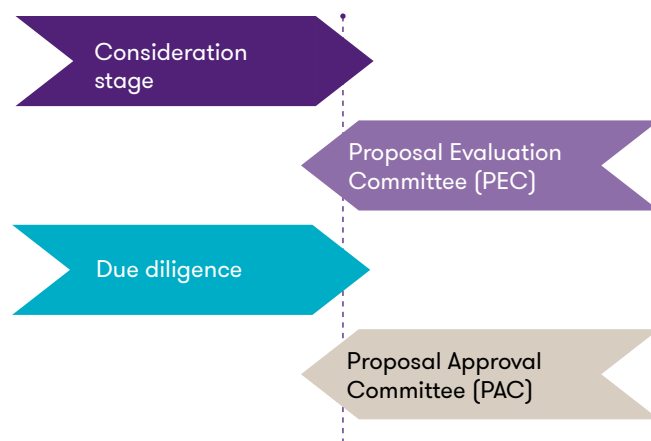 Consideration
stage
Proposal Evaluation
Committee (PEC)
Due diligence
Proposal Approval
Committee (PAC)